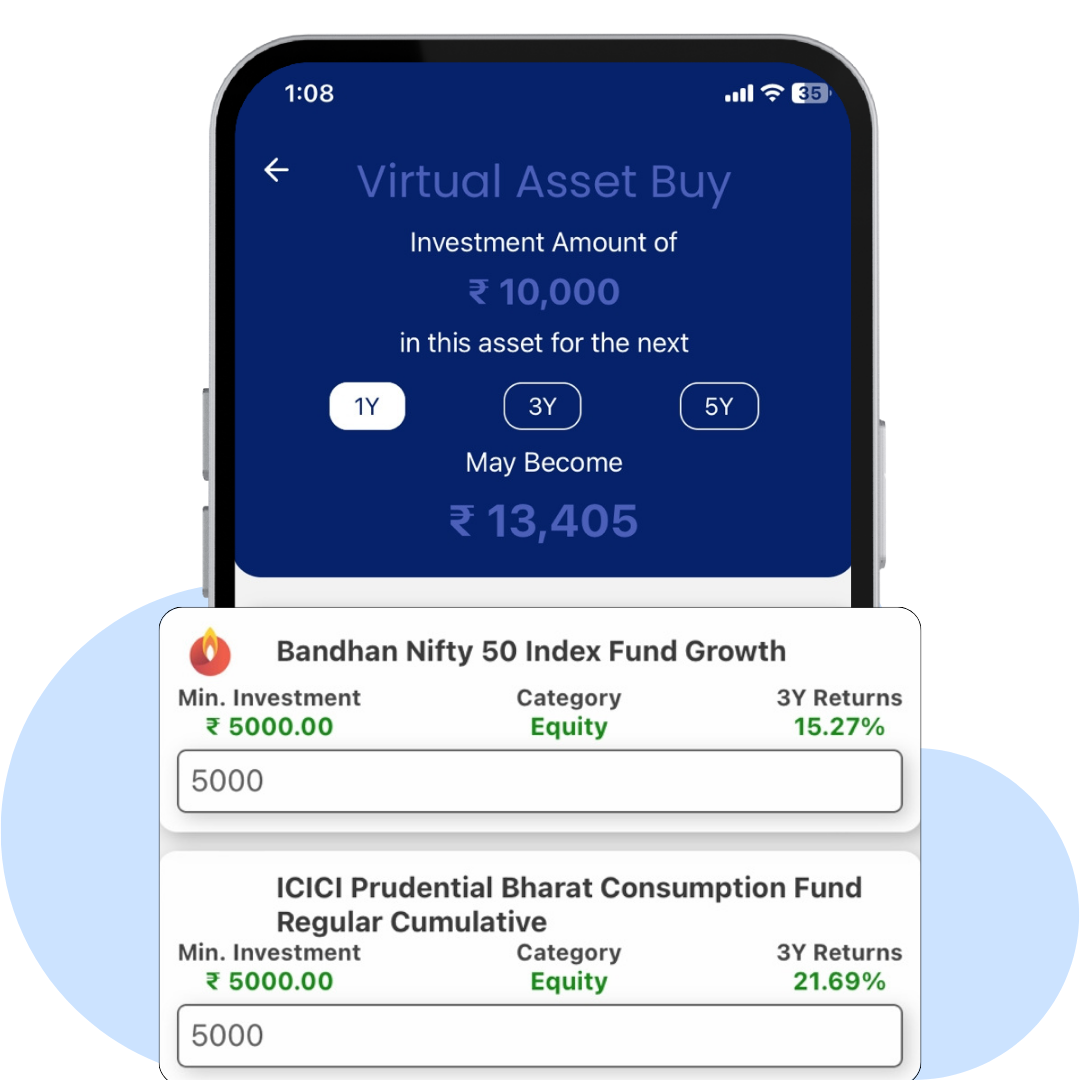 1:08
35
Virtual Asset Buy
Investment Amount of
₹ 10,000
in this asset for the next
1Y 3Y 5Y
May Become
₹ 13,405
Bandhan Nifty 50 Index Fund Growth
Min. Investment Category 3Y Returns
₹ 5000.00 Equity 15.27%
5000
ICICI Prudential Bharat Consumption Fund
Regular Cumulative
Min. Investment Category 3Y Returns
₹ 5000.00 Equity 21.69%
5000